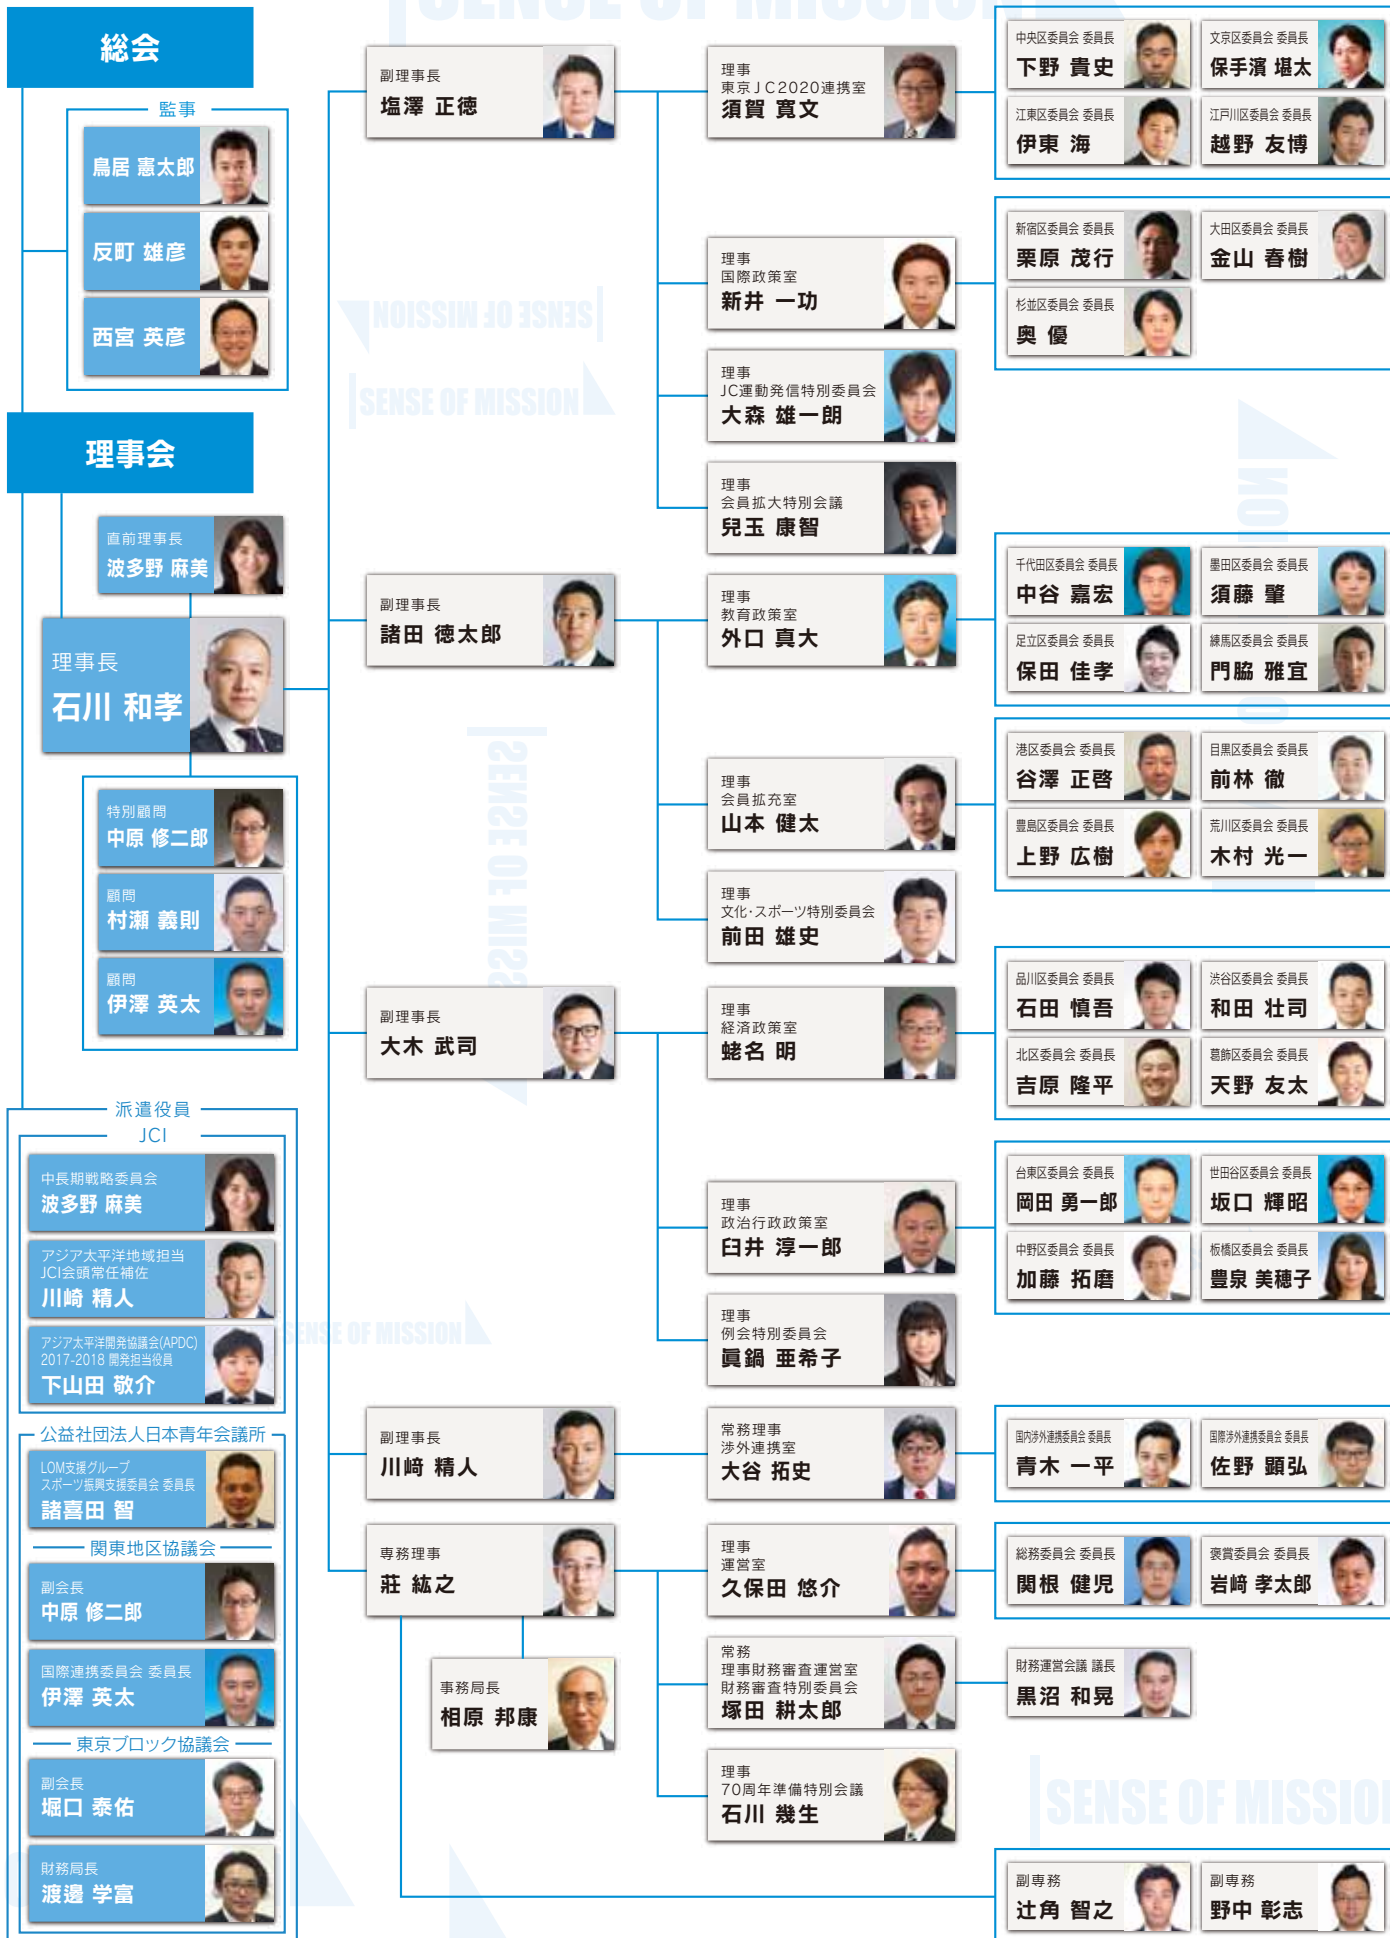 SENSE OF MISSION
総会
監事
鳥居 憲太郎
反町 雄彦
西宮 英彦
理事会
直前理事長
波多野 麻美
理事長
石川 和孝
特別顧問
中原 修二郎
顧問
村瀬 義則
顧問
伊澤 英太
派遣役員
JCI
中長期戦略委員会
波多野 麻美
アジア太平洋地域担当
JCI会頭常任補佐
川崎 精人
アジア太平洋開発協議会(APDC)
2017-2018 開発担当役員
下山田 敬介
公益社団法人日本青年会議所
LOM支援グループ
スポーツ振興支援委員会 委員長
諸喜田 智
関東地区協議会
副会長
中原 修二郎
国際連携委員会 委員長
伊澤 英太
東京ブロック協議会
副会長
堀口 泰佑
財務局長
渡邊 学富
副理事長
塩澤 正徳
理事
東京JC2020連携室
須賀 寛文
中央区委員会 委員長
下野 貴史
文京区委員会 委員長
保手濱 堪太
江東区委員会 委員長
伊東 海
江戸川区委員会 委員長
越野 友博
理事
国際政策室
新井 一功
新宿区委員会 委員長
栗原 茂行
大田区委員会 委員長
金山 春樹
杉並区委員会 委員長
奥 優
理事
JC運動発信特別委員会
大森 雄一朗
理事
会員拡大特別会議
兒玉 康智
SENSE OF MISSION
SENSE OF MISSION
副理事長
諸田 徳太郎
理事
教育政策室
外口 真大
千代田区委員会 委員長
中谷 嘉宏
墨田区委員会 委員長
須藤 肇
足立区委員会 委員長
保田 佳孝
練馬区委員会 委員長
門脇 雅宜
理事
会員拡充室
山本 健太
港区委員会 委員長
谷澤 正啓
目黒区委員会 委員長
前林 徹
豊島区委員会 委員長
上野 広樹
荒川区委員会 委員長
木村 光一
理事
文化・スポーツ特別委員会
前田 雄史
SENSE OF MISS
副理事長
大木 武司
理事
経済政策室
蛯名 明
品川区委員会 委員長
石田 慎吾
渋谷区委員会 委員長
和田 壮司
北区委員会 委員長
吉原 隆平
葛飾区委員会 委員長
天野 友太
理事
政治行政政策室
臼井 淳一郎
台東区委員会 委員長
岡田 勇一郎
世田谷区委員会 委員長
坂口 輝昭
中野区委員会 委員長
加藤 拓磨
板橋区委員会 委員長
豊泉 美穂子
理事
例会特別委員会
眞鍋 亜希子
SENSE OF MISSION
副理事長
川﨑 精人
常務理事
渉外連携室
大谷 拓史
国内渉外連携委員会 委員長
青木 一平
国際渉外連携委員会 委員長
佐野 顕弘
専務理事
莊 紘之
理事
運営室
久保田 悠介
総務委員会 委員長
関根 健児
褒賞委員会 委員長
岩﨑 孝太郎
事務局長
相原 邦康
常務
理事財務審査運営室
財務審査特別委員会
塚田 耕太郎
財務運営会議 議長
黒沼 和晃
理事
70周年準備特別会議
石川 幾生
SENSE OF MISSION
副専務
辻角 智之
副専務
野中 彰志